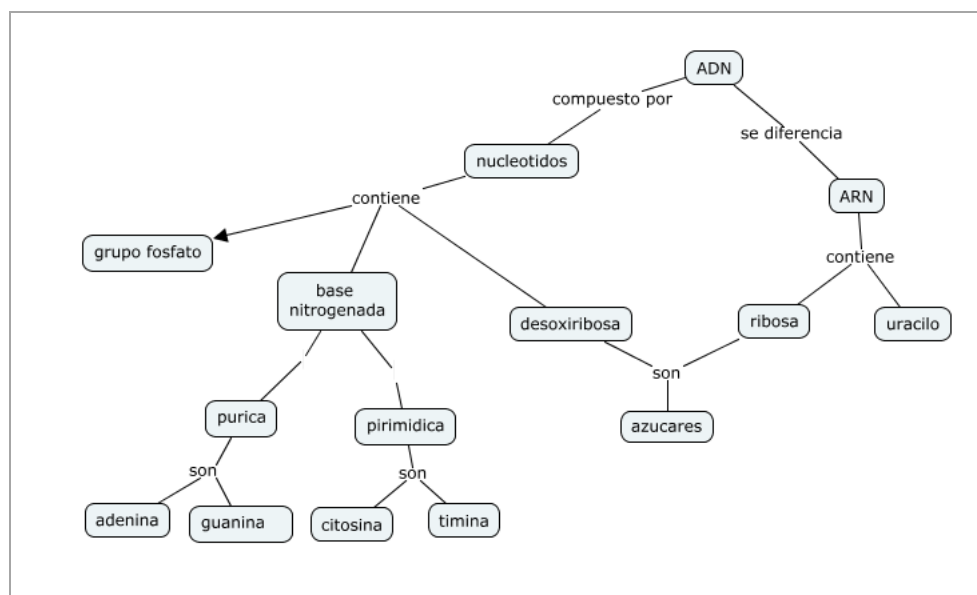 ADN
compuesto por
se diferencia
nucleotidos
ARN
contiene
grupo fosfato
contiene
base
nitrogenada
desoxiribosa
ribosa
uracilo
son
azucares
purica
pirimidica
son
son
adenina
guanina
citosina
timina